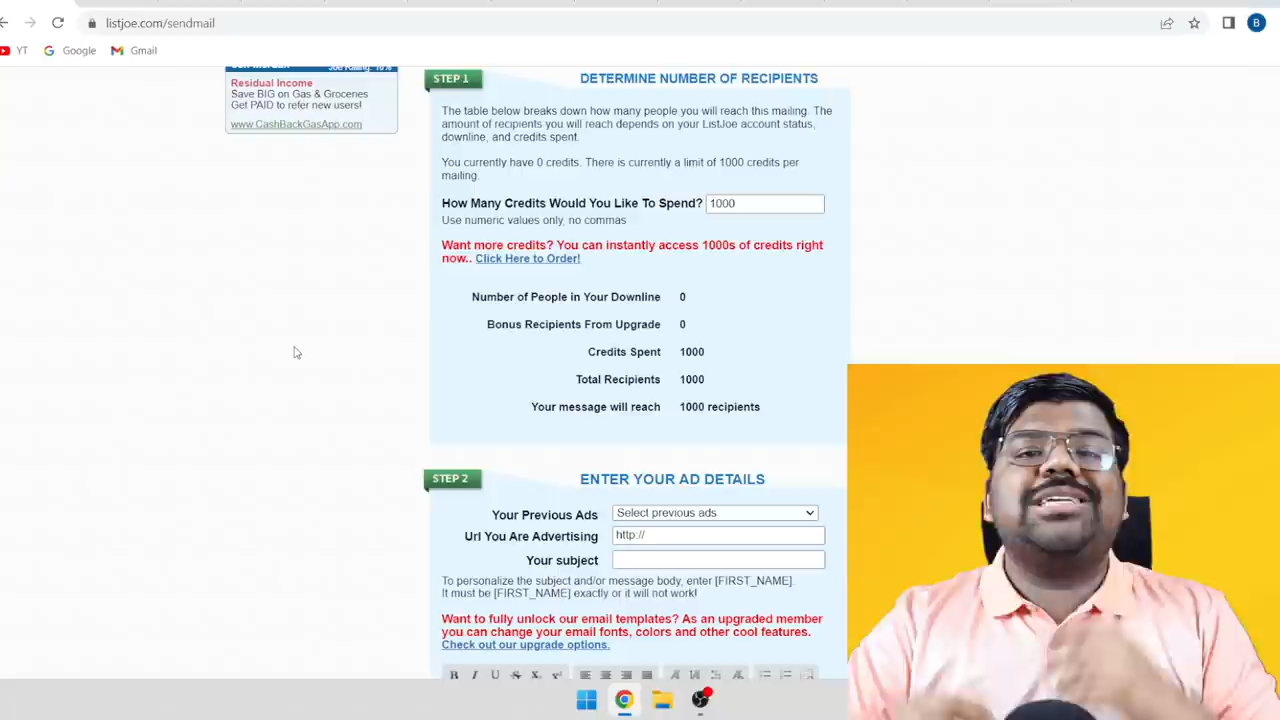 listjoe.com/sendmail
B
YT
Google
Gmail
Residual Income
Save BIG on Gas & Groceries
Get PAID to refer new users!
www.CashBackGasApp.com
STEP 1
DETERMINE NUMBER OF RECIPIENTS
The table below breaks down how many people you will reach this mailing. The
amount of recipients you will reach depends on your ListJoe account status,
downline, and credits spent.
You currently have 0 credits. There is currently a limit of 1000 credits per
mailing.
How Many Credits Would You Like To Spend? 1000
Use numeric values only, no commas
Want more credits? You can instantly access 1000s of credits right
now.. Click Here to Order!
Number of People in Your Downline 0
Bonus Recipients From Upgrade 0
Credits Spent 1000
Total Recipients 1000
Your message will reach 1000 recipients
STEP 2
ENTER YOUR AD DETAILS
Your Previous Ads Select previous ads
Url You Are Advertising http://
Your subject
To personalize the subject and/or message body, enter [FIRST_NAME].
It must be [FIRST_NAME] exactly or it will not work!
Want to fully unlock our email templates? As an upgraded member
you can change your email fonts, colors and other cool features.
Check out our upgrade options.